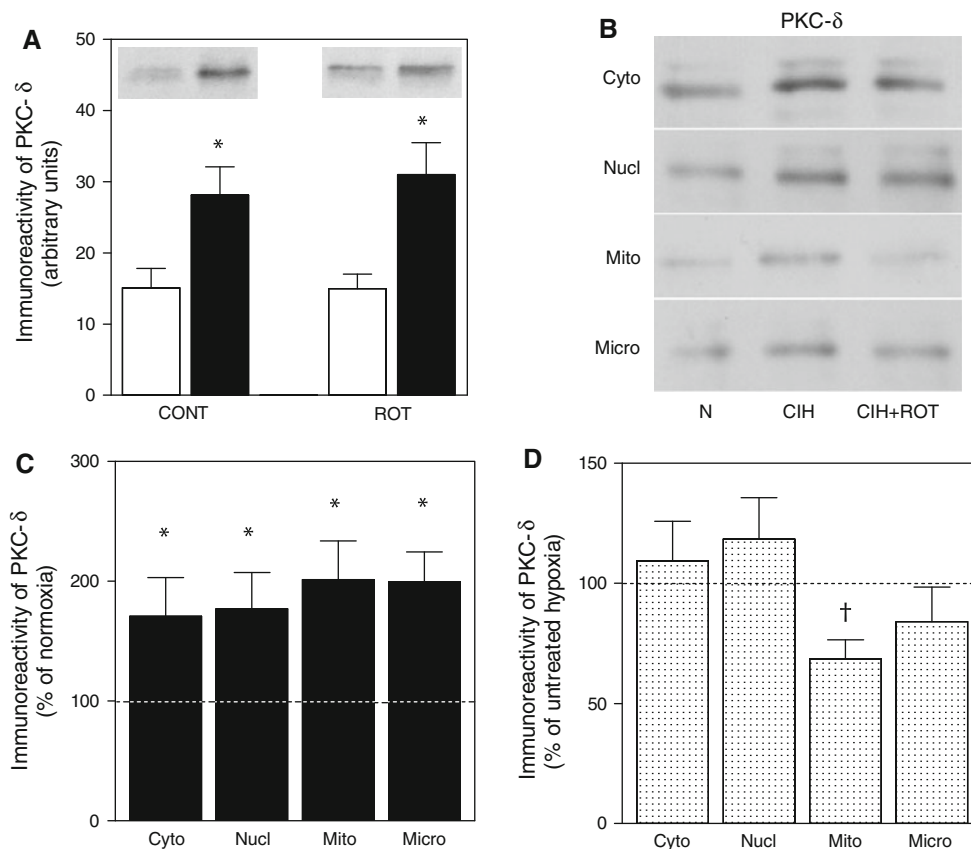 A
Immunoreactivity of PKC-δ
(arbitrary units)
50
40
30
20
10
0
*
*
CONT
ROT
B
PKC-δ
Cyto
Nucl
Mito
Micro
N
CIH
CIH+ROT
C
Immunoreactivity of PKC-δ
(% of normoxia)
300
200
100
0
*
*
*
*
Cyto
Nucl
Mito
Micro
D
Immunoreactivity of PKC-δ
(% of untreated hypoxia)
150
100
50
0
†
Cyto
Nucl
Mito
Micro